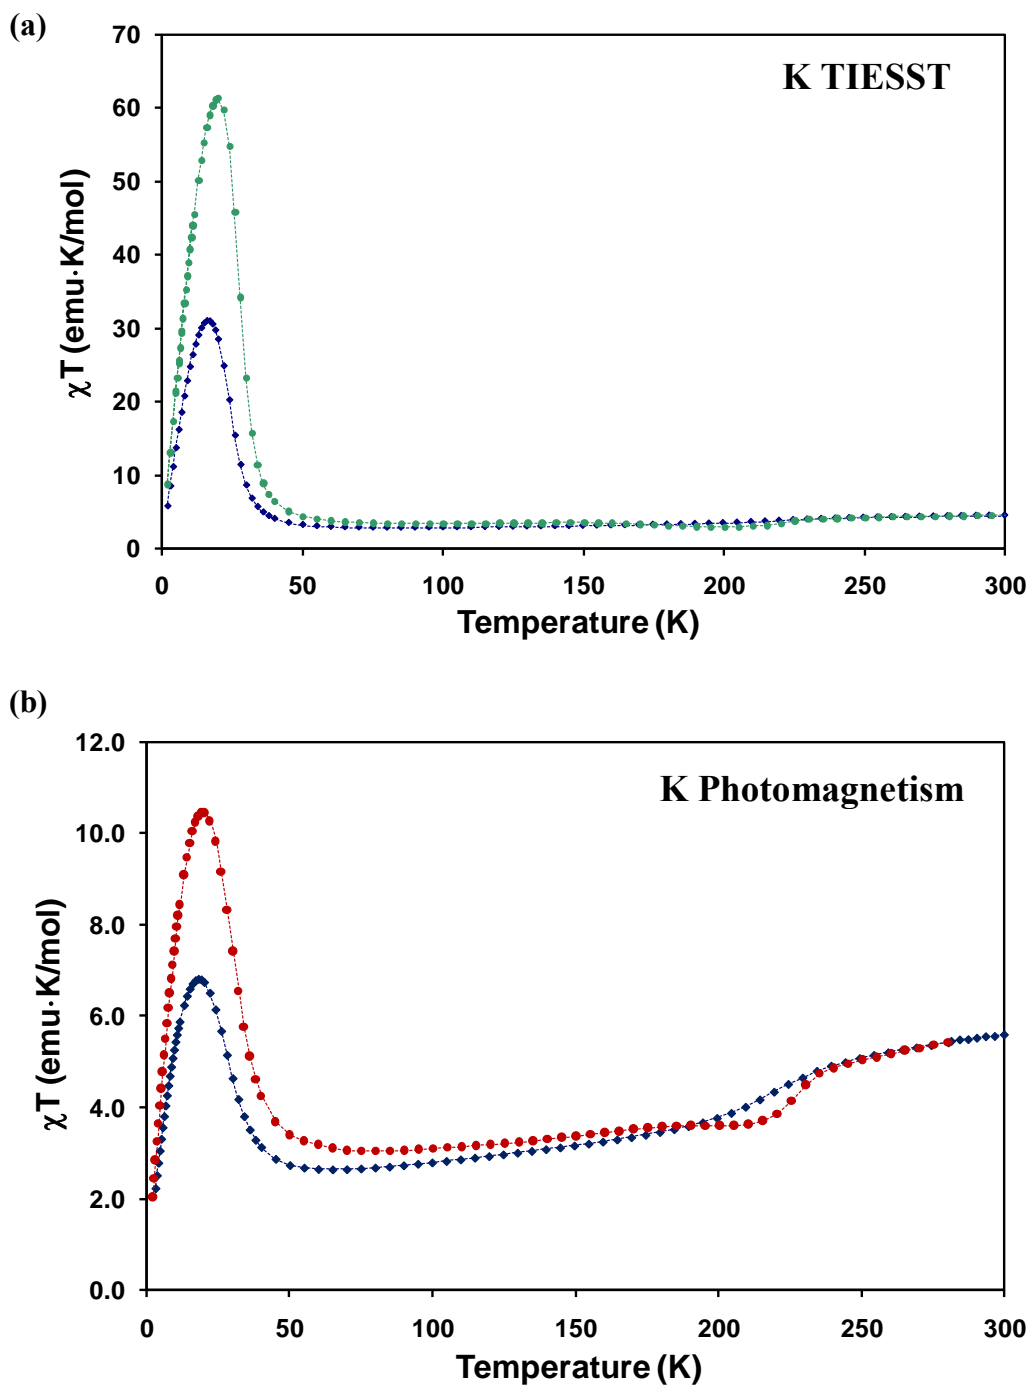 (a)
K TIESST
70
60
50
40
30
20
10
0
χT (emu·K/mol)
0 50 100 150 200 250 300
Temperature (K)
(b)
K Photomagnetism
12.0
10.0
8.0
6.0
4.0
2.0
0.0
χT (emu·K/mol)
0 50 100 150 200 250 300
Temperature (K)